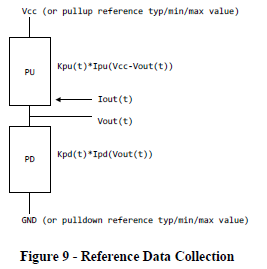 Vcc (or pullup reference typ/min/max value)
PU
Kpu(t)*Ipu(Vcc-Vout(t))
Iout(t)
Vout(t)
PD
Kpd(t)*Ipd(Vout(t))
GND (or pulldown reference typ/min/max value)
Figure 9 - Reference Data Collection